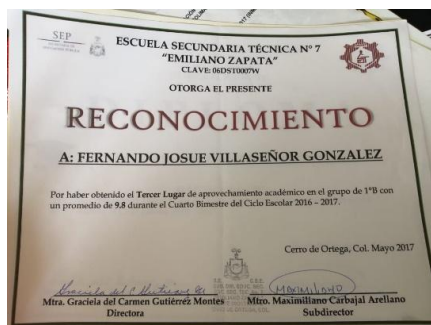 SEP
ESCUELA SECUNDARIA TÉCNICA N° 7
"EMILIANO ZAPATA"
CLAVE: 06DST0007W
OTORGA EL PRESENTE
RECONOCIMIENTO
A: FERNANDO JOSUE VILLASEÑOR GONZALEZ
Por haber obtenido el Tercer Lugar de aprovechamiento académico en el grupo de 1°B con
un promedio de 9.8 durante el Cuarto Bimestre del Ciclo Escolar 2016 – 2017.
Cerro de Ortega, Col. Mayo 2017
Mtra. Graciela del Carmen Gutiérrez Montes Mtro. Maximiliano Carbajal Arellano
Directora Subdirector